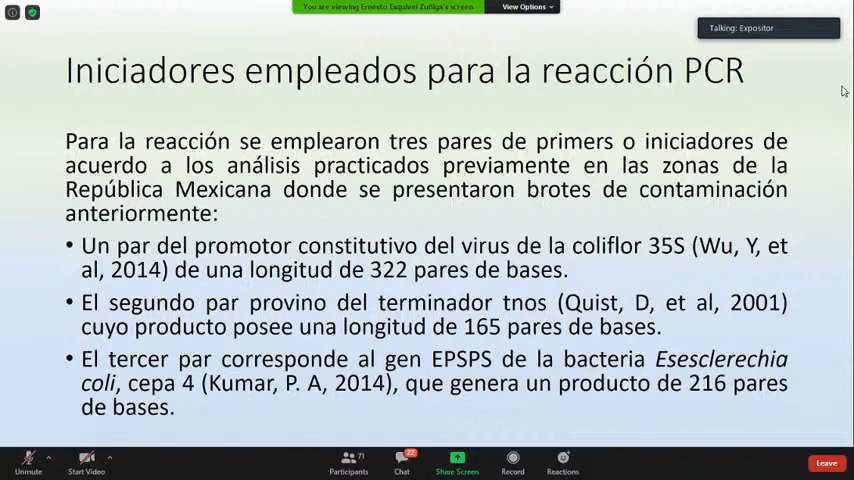 You are viewing Ernesto Esquivel Zuñiga's screen
View Options
Talking: Expositor
Iniciadores empleados para la reacción PCR
Para la reacción se emplearon tres pares de primers o iniciadores de
acuerdo a los análisis practicados previamente en las zonas de la
República Mexicana donde se presentaron brotes de contaminación
anteriormente:
• Un par del promotor constitutivo del virus de la coliflor 35S (Wu, Y, et
al, 2014) de una longitud de 322 pares de bases.
• El segundo par provino del terminador tnos (Quist, D, et al, 2001)
cuyo producto posee una longitud de 165 pares de bases.
• El tercer par corresponde al gen EPSPS de la bacteria Esesclerechia
coli, cepa 4 (Kumar, P. A, 2014), que genera un producto de 216 pares
de bases.
Unmute
Start Video
Participants
71
Chat
22
Share Screen
Record
Reactions
Leave